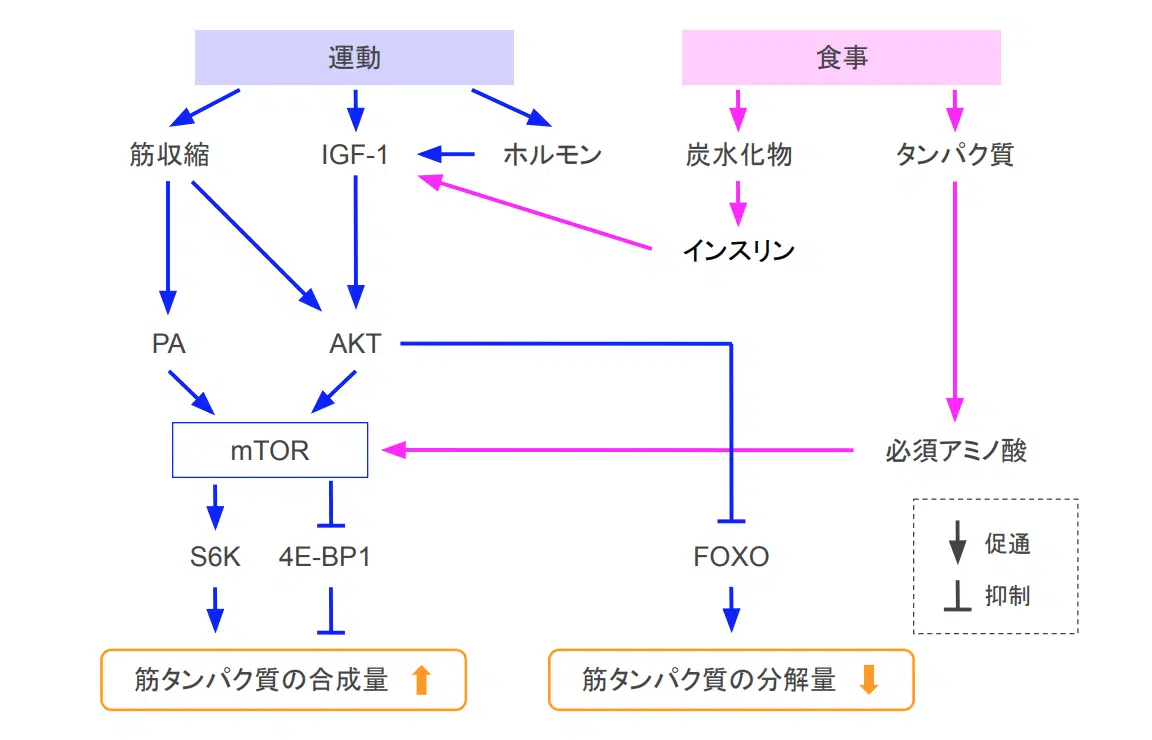 運動
食事
筋収縮
IGF-1
ホルモン
炭水化物
タンパク質
インスリン
PA
AKT
mTOR
必須アミノ酸
S6K
4E-BP1
FOXO
促通
抑制
筋タンパク質の合成量
筋タンパク質の分解量